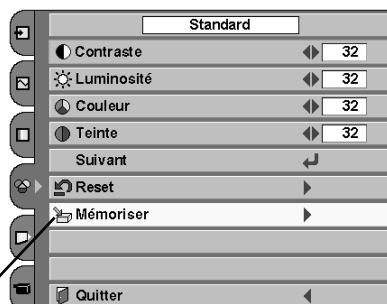 Standard
Contraste 32
Luminosité 32
Couleur 32
Teinte 32
Suivant
Reset
Mémoriser
Quitter